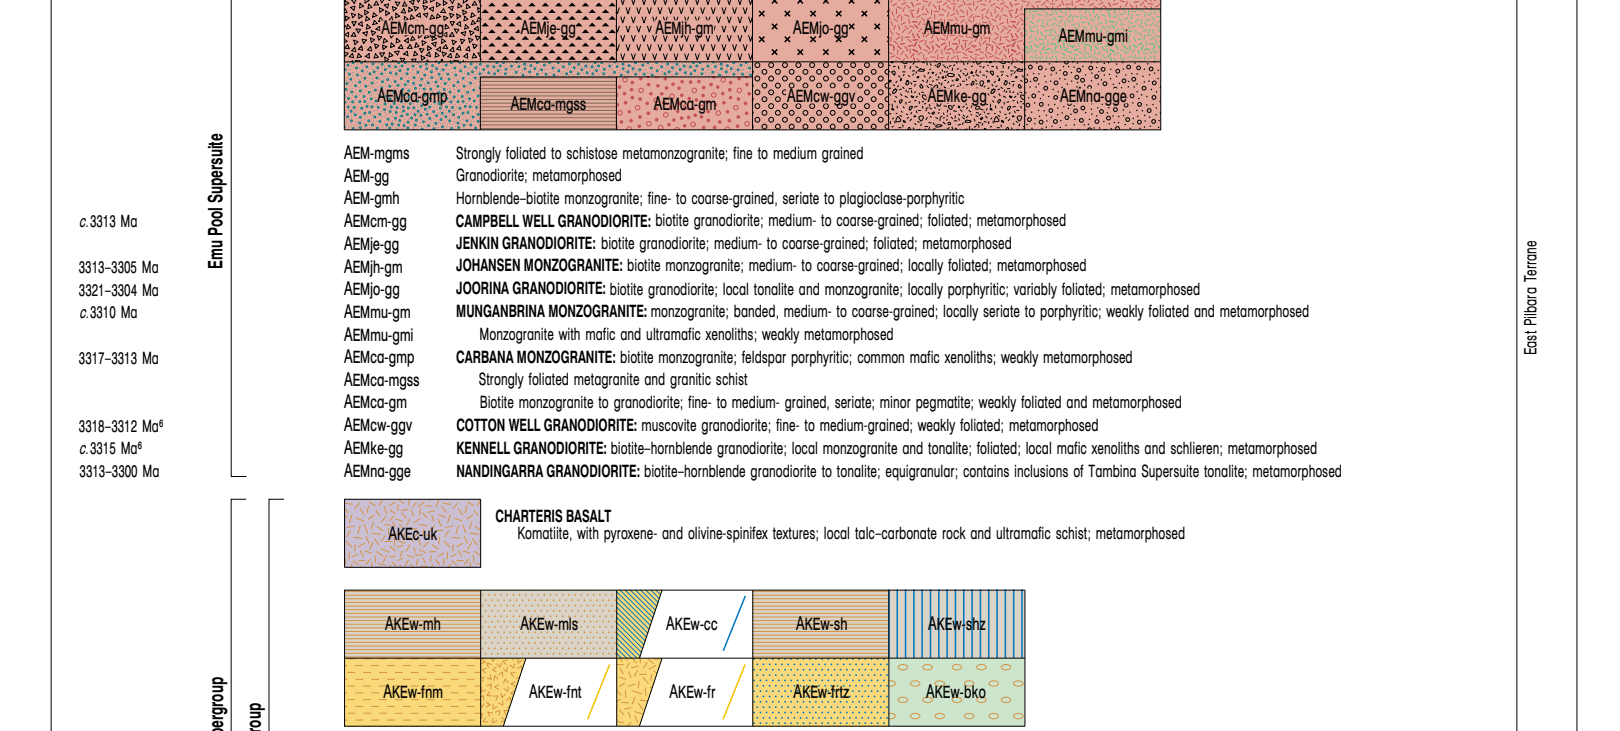 AEMcm-gg AEMje-gg AEMjh-gm AEMjo-gg AEMmu-gm AEMmu-gmi
AEMca-gmp AEMca-mgss AEMca-gm AEMcw-ggv AEMke-gg AEMna-gge
Emu Pool Supersuite
East Pilbara Terrane
AEM-mgms Strongly foliated to schistose metamonzogranite; fine to medium grained
AEM-gg Granodiorite; metamorphosed
AEM-gmh Hornblende–biotite monzogranite; fine- to coarse-grained, seriate to plagioclase-porphyritic
c.3313 Ma AEMcm-gg CAMPBELL WELL GRANODIORITE: biotite granodiorite; medium- to coarse-grained; foliated; metamorphosed
AEMje-gg JENKIN GRANODIORITE: biotite granodiorite; medium- to coarse-grained; foliated; metamorphosed
3313–3305 Ma AEMjh-gm JOHANSEN MONZOGRANITE: biotite monzogranite; medium- to coarse-grained; locally foliated; metamorphosed
3321–3304 Ma AEMjo-gg JOORINA GRANODIORITE: biotite granodiorite; local tonalite and monzogranite; locally porphyritic; variably foliated; metamorphosed
c.3310 Ma AEMmu-gm MUNGANBRINA MONZOGRANITE: monzogranite; banded, medium- to coarse-grained; locally seriate to porphyritic; weakly foliated and metamorphosed
AEMmu-gmi Monzogranite with mafic and ultramafic xenoliths; weakly metamorphosed
3317–3313 Ma AEMca-gmp CARBANA MONZOGRANITE: biotite monzogranite; feldspar porphyritic; common mafic xenoliths; weakly metamorphosed
AEMca-mgss Strongly foliated metagranite and granitic schist
AEMca-gm Biotite monzogranite to granodiorite; fine- to medium- grained, seriate; minor pegmatite; weakly foliated and metamorphosed
3318–3312 Ma⁶ AEMcw-ggv COTTON WELL GRANODIORITE: muscovite granodiorite; fine- to medium-grained; weakly foliated; metamorphosed
c.3315 Ma⁶ AEMke-gg KENNELL GRANODIORITE: biotite–hornblende granodiorite; local monzogranite and tonalite; foliated; local mafic xenoliths and schlieren; metamorphosed
3313–3300 Ma AEMna-gge NANDINGARRA GRANODIORITE: biotite–hornblende granodiorite to tonalite; equigranular; contains inclusions of Tambina Supersuite tonalite; metamorphosed
AKEc-uk
CHARTERIS BASALT
Komatiite, with pyroxene- and olivine-spinifex textures; local talc–carbonate rock and ultramafic schist; metamorphosed
AKEw-mh AKEw-mls AKEw-cc AKEw-sh AKEw-shz
AKEw-fnm AKEw-fnt AKEw-fr AKEw-frtz AKEw-bko
pergroup
roup